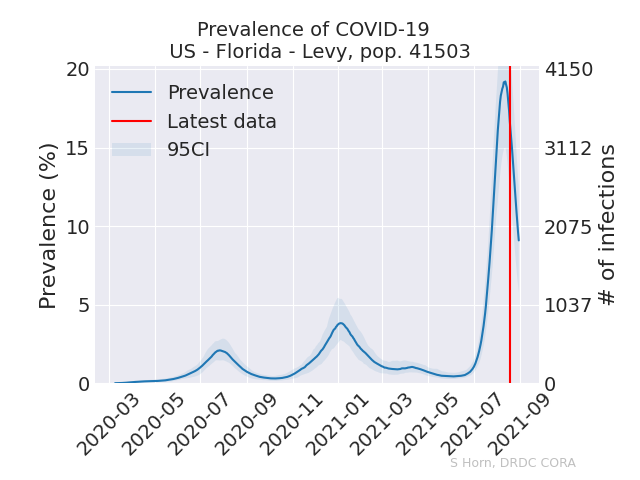 Prevalence of COVID-19
US - Florida - Levy, pop. 41503
Prevalence
Latest data
95CI
Prevalence (%)
20
15
10
5
0
4150
3112
2075
1037
0
# of infections
2020-03
2020-05
2020-07
2020-09
2020-11
2021-01
2021-03
2021-05
2021-07
2021-09
S Horn, DRDC CORA